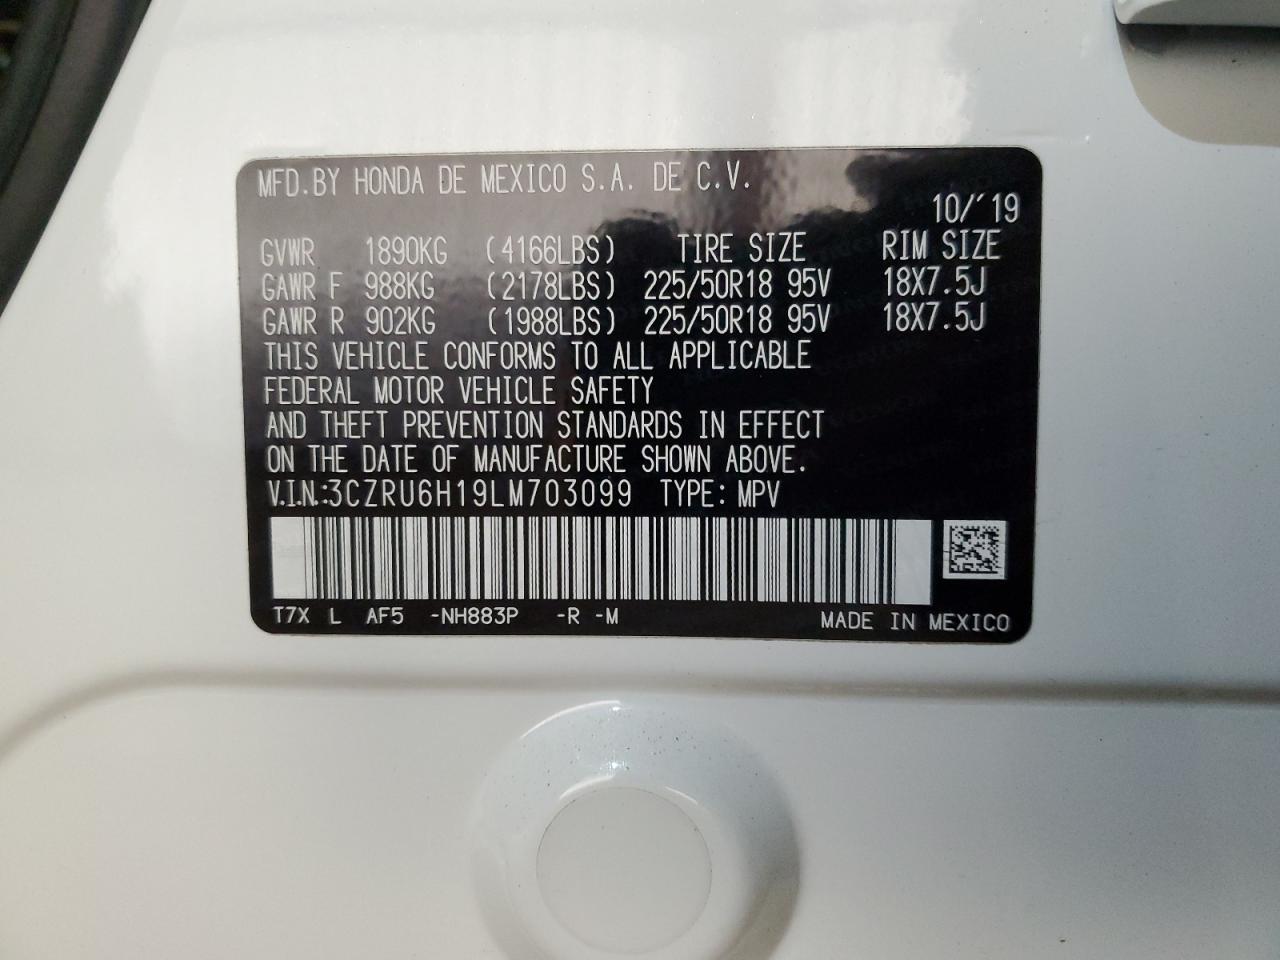 MFD.BY HONDA DE MEXICO S.A. DE C.V.
10/´19
GVWR 1890KG (4166LBS) TIRE SIZE RIM SIZE
GAWR F 988KG (2178LBS) 225/50R18 95V 18X7.5J
GAWR R 902KG (1988LBS) 225/50R18 95V 18X7.5J
THIS VEHICLE CONFORMS TO ALL APPLICABLE
FEDERAL MOTOR VEHICLE SAFETY
AND THEFT PREVENTION STANDARDS IN EFFECT
ON THE DATE OF MANUFACTURE SHOWN ABOVE.
V.I.N.:3CZRU6H19LM703099 TYPE: MPV
T7X L AF5 -NH883P -R -M MADE IN MEXICO